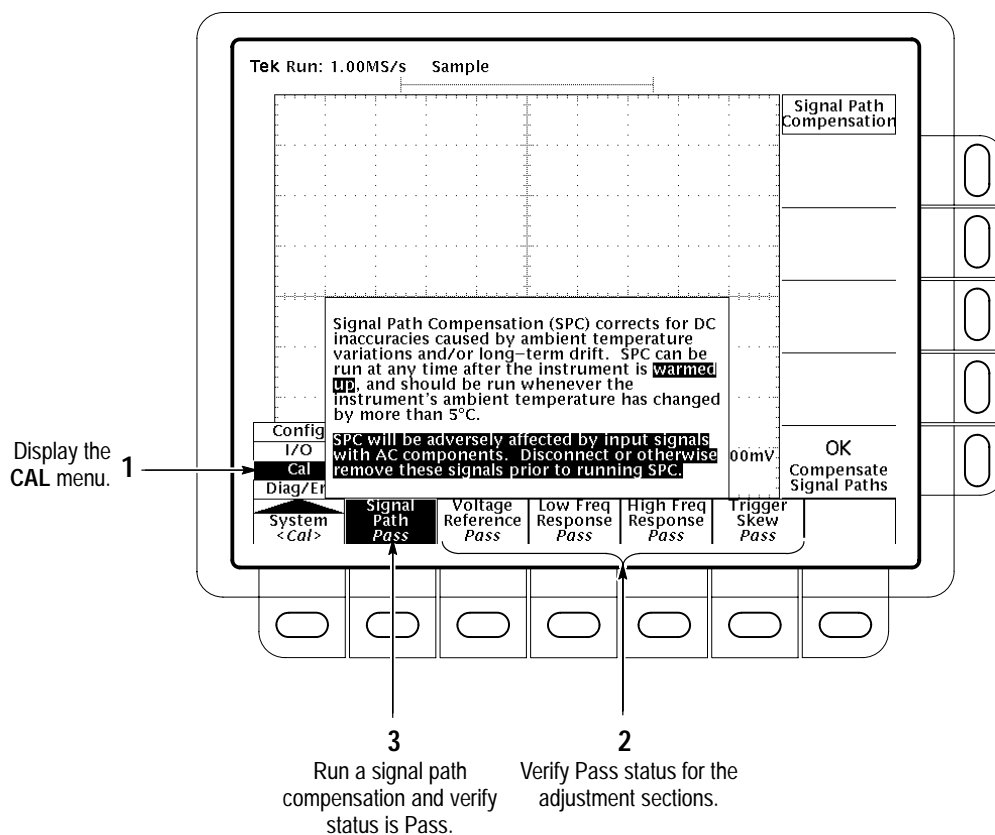 Tek Run: 1.00MS/s Sample
Signal Path
Compensation
Signal Path Compensation (SPC) corrects for DC
inaccuracies caused by ambient temperature
variations and/or long-term drift. SPC can be
run at any time after the instrument is warmed
up, and should be run whenever the
instrument's ambient temperature has changed
by more than 5°C.
SPC will be adversely affected by input signals
with AC components. Disconnect or otherwise
remove these signals prior to running SPC.
00mV
OK
Compensate
Signal Paths
Config
I/O
Cal
Diag/Er
System
<Cal>
Signal
Path
Pass
Voltage
Reference
Pass
Low Freq
Response
Pass
High Freq
Response
Pass
Trigger
Skew
Pass
Display the
CAL menu.
1
3
Run a signal path
compensation and verify
status is Pass.
2
Verify Pass status for the
adjustment sections.